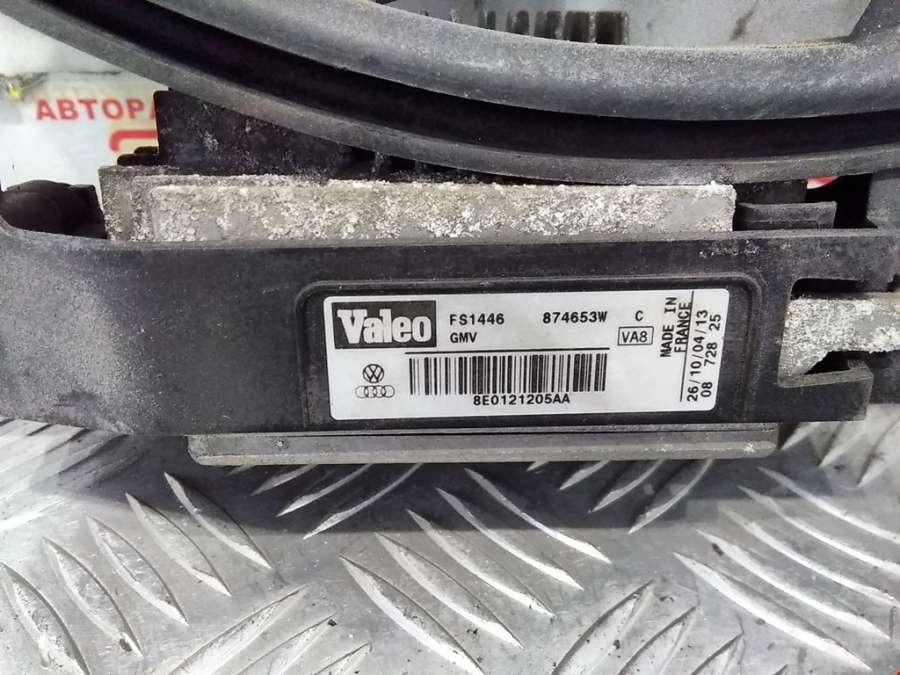 АВТОРА
Valeo FS1446 874653W C
GMV VA8
8E0121205AA
MADE IN
FRANCE
26/10/04/13
08 728 25